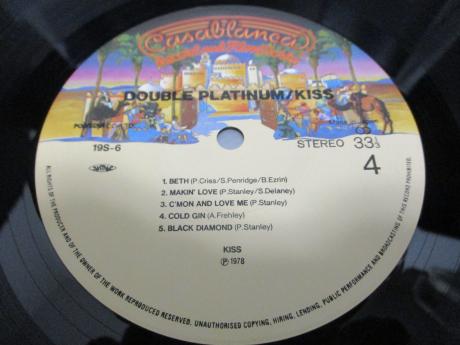 Casablanca
Record and FilmWorks
DOUBLE PLATINUM/KISS
19S-6
STEREO 33⅓
4
1. BETH (P.Criss/S.Penridge/B.Ezrin)
2. MAKIN' LOVE (P.Stanley/S.Delaney)
3. C'MON AND LOVE ME (P.Stanley)
4. COLD GIN (A.Frehley)
5. BLACK DIAMOND (P.Stanley)
KISS
Ⓟ 1978
ALL RIGHTS OF THE PRODUCER AND OF THE OWNER OF THE WORK REPRODUCED RESERVED. UNAUTHORISED COPYING, HIRING, LENDING, PUBLIC PERFORMANCE AND BROADCASTING OF THIS RECORD PROHIBITED.